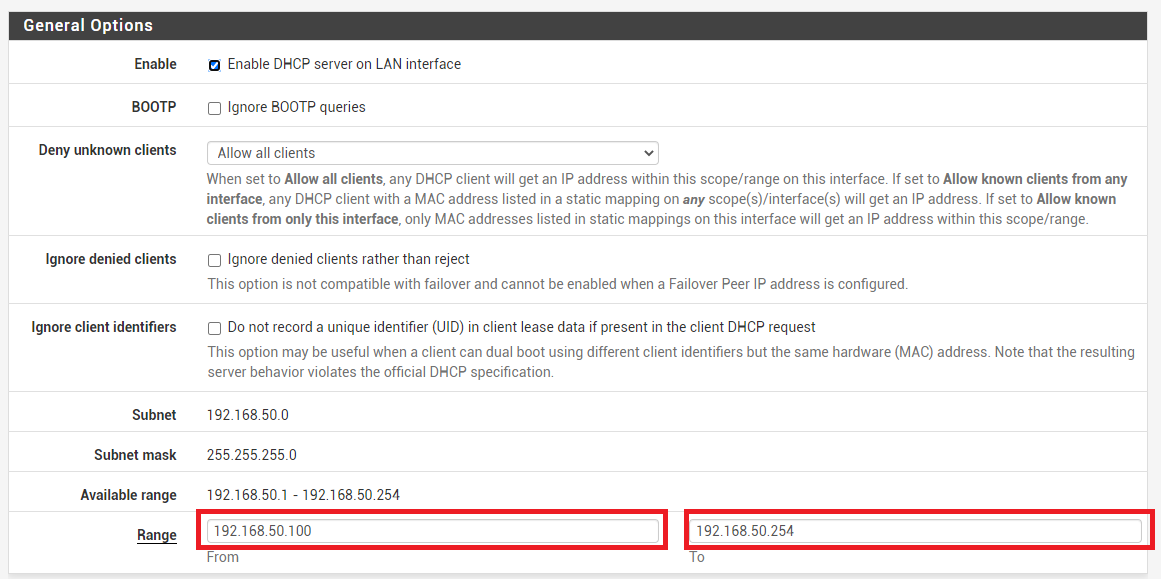 General Options
Enable
Enable DHCP server on LAN interface
BOOTP
Ignore BOOTP queries
Deny unknown clients
Allow all clients
When set to Allow all clients, any DHCP client will get an IP address within this scope/range on this interface. If set to Allow known clients from any
interface, any DHCP client with a MAC address listed in a static mapping on any scope(s)/interface(s) will get an IP address. If set to Allow known
clients from only this interface, only MAC addresses listed in static mappings on this interface will get an IP address within this scope/range.
Ignore denied clients
Ignore denied clients rather than reject
This option is not compatible with failover and cannot be enabled when a Failover Peer IP address is configured.
Ignore client identifiers
Do not record a unique identifier (UID) in client lease data if present in the client DHCP request
This option may be useful when a client can dual boot using different client identifiers but the same hardware (MAC) address. Note that the resulting
server behavior violates the official DHCP specification.
Subnet
192.168.50.0
Subnet mask
255.255.255.0
Available range
192.168.50.1 - 192.168.50.254
Range
192.168.50.100
192.168.50.254
From
To